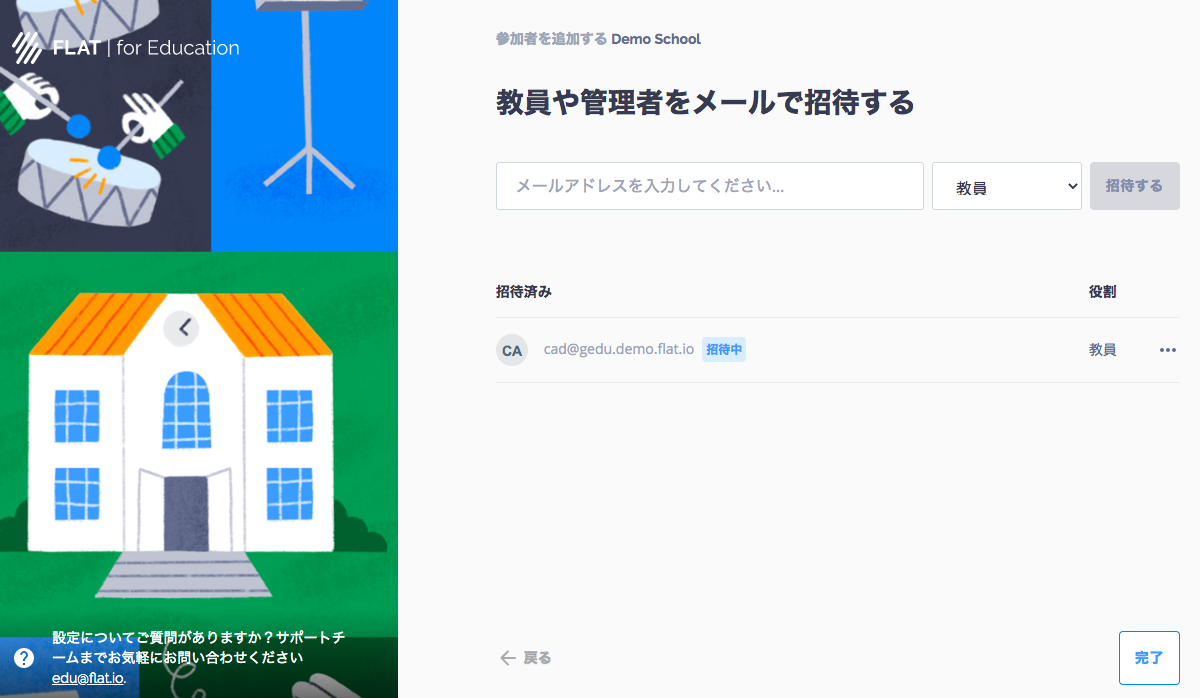 FLAT | for Education
設定についてご質問がありますか？サポートチ
ームまでお気軽にお問い合わせください
edu@flat.io.
参加者を追加する Demo School
教員や管理者をメールで招待する
メールアドレスを入力してください... 教員 招待する
招待済み 役割
CA cad@gedu.demo.flat.io 招待中 教員
戻る 完了